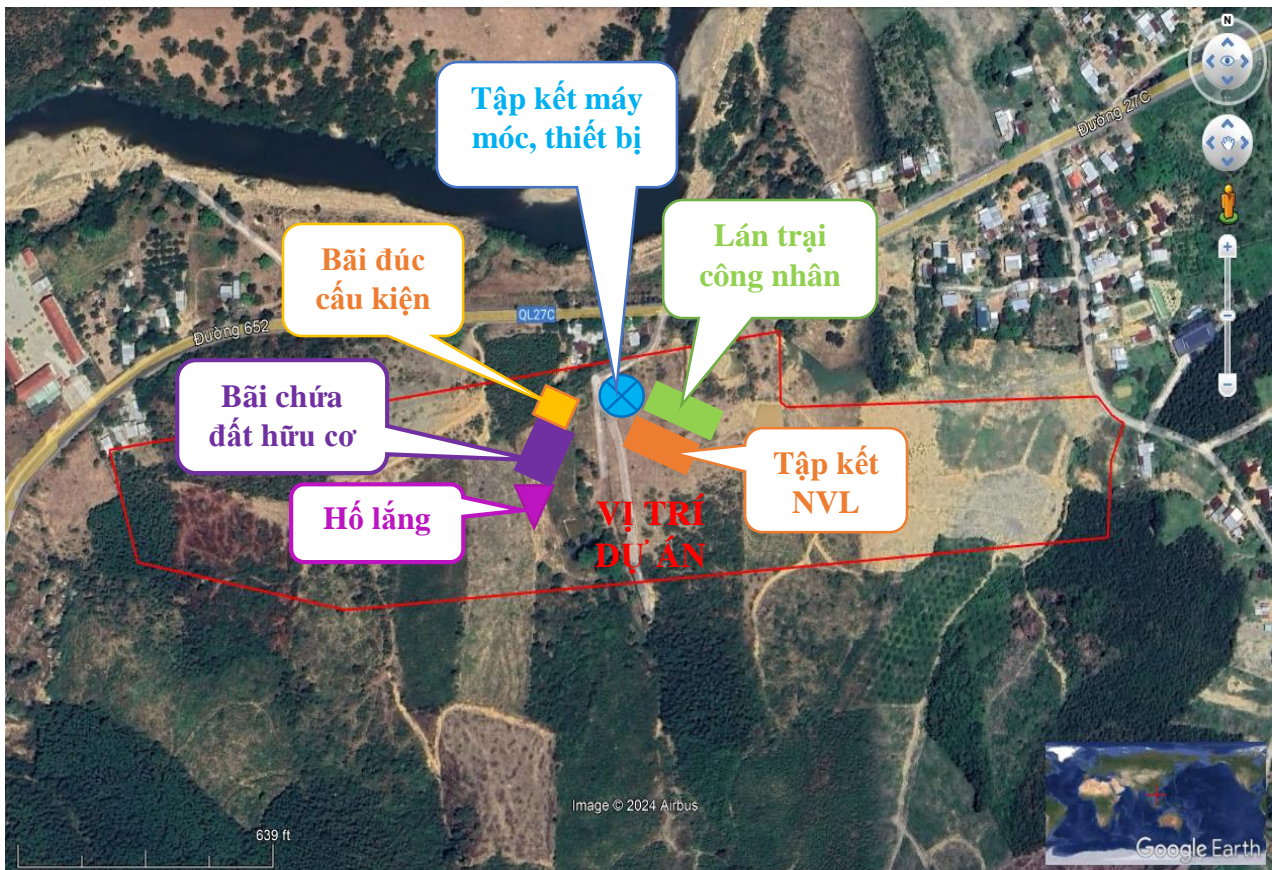 N
Tập kết máy
móc, thiết bị
Đường 27C
Lán trại
công nhân
Bãi đúc
cấu kiện
QL27C
Đường 652
Bãi chứa
đất hữu cơ
Tập kết
NVL
Hố lắng
VỊ TRÍ
DỰ ÁN
Image © 2024 Airbus
639 ft
Google Earth